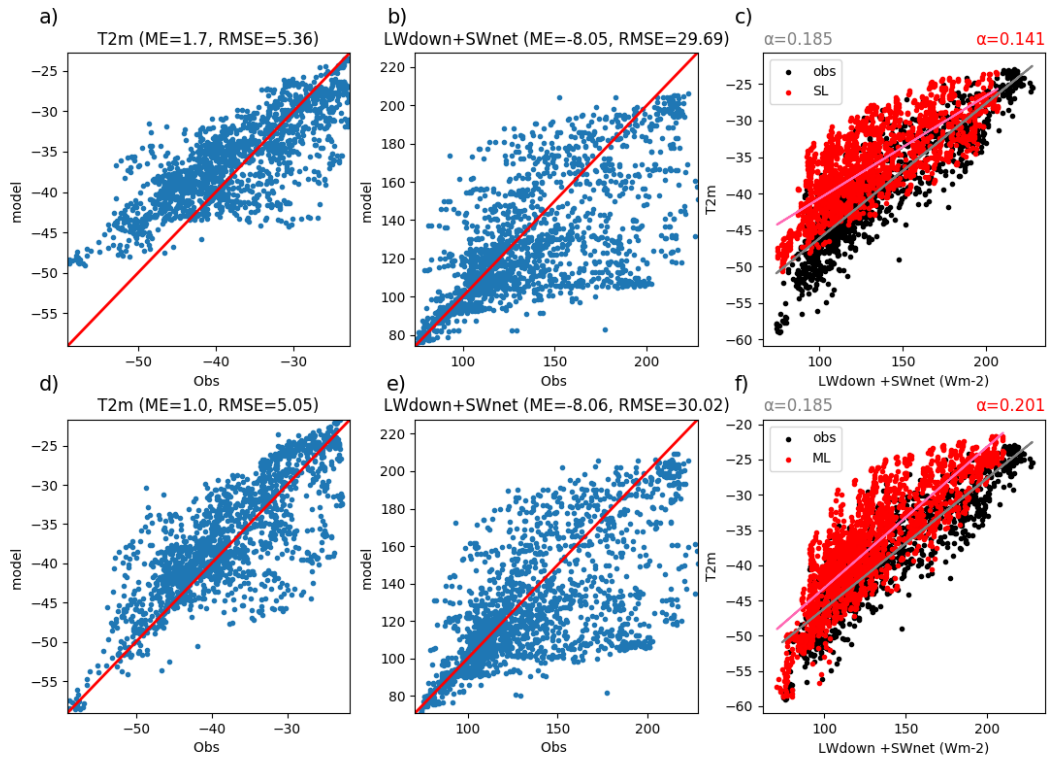 a)
T2m (ME=1.7, RMSE=5.36)
−25
−30
−35
−40
−45
−50
−55
model
−50
−40
−30
Obs
b)
LWdown+SWnet (ME=-8.05, RMSE=29.69)
220
200
180
160
140
120
100
80
model
100
150
200
Obs
c)
α=0.185
α=0.141
obs
SL
−25
−30
−35
−40
−45
−50
−55
−60
T2m
100
150
200
LWdown +SWnet (Wm-2)
d)
T2m (ME=1.0, RMSE=5.05)
−25
−30
−35
−40
−45
−50
−55
model
−50
−40
−30
Obs
e)
LWdown+SWnet (ME=-8.06, RMSE=30.02)
220
200
180
160
140
120
100
80
model
100
150
200
Obs
f)
α=0.185
α=0.201
obs
ML
−20
−25
−30
−35
−40
−45
−50
−55
−60
T2m
100
150
200
LWdown +SWnet (Wm-2)